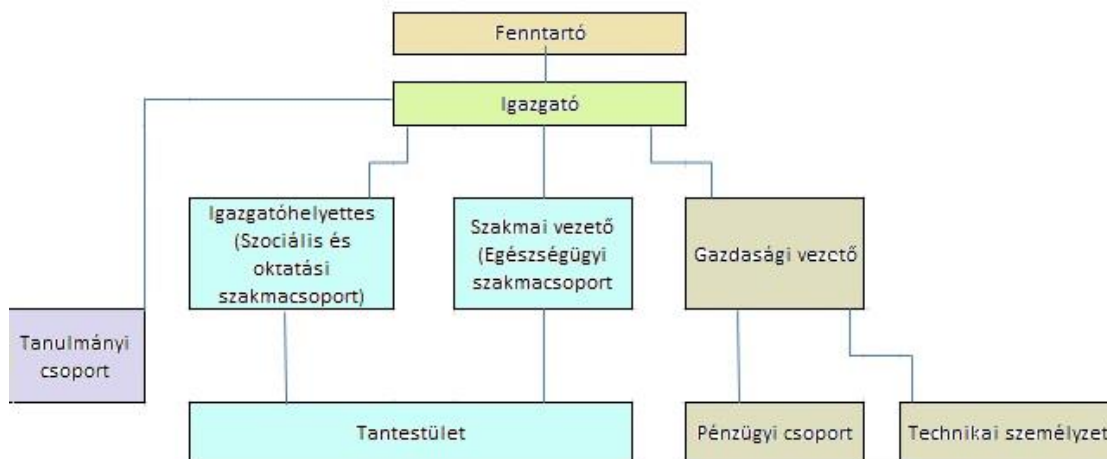 Fenntartó
Igazgató
Igazgatóhelyettes
(Szociális és
oktatási
szakmacsoport)
Szakmai vezető
(Egészségügyi
szakmacsoport
Gazdasági vezető
Tanulmányi
csoport
Tantestület
Pénzügyi csoport
Technikai személyzet